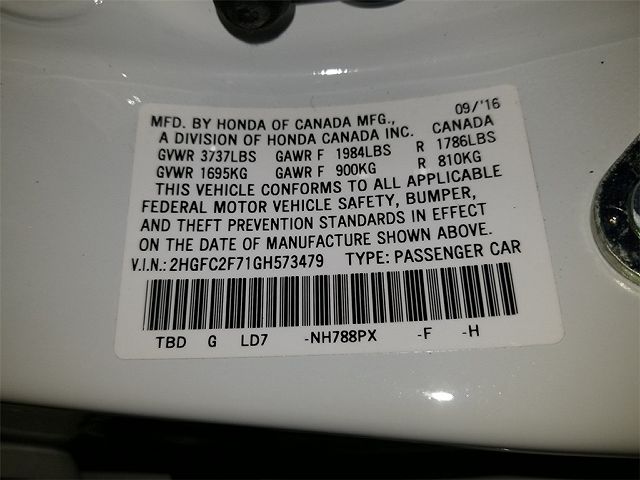 09/'16
MFD. BY HONDA OF CANADA MFG., CANADA
A DIVISION OF HONDA CANADA INC.
GVWR 3737LBS GAWR F 1984LBS R 1786LBS
GVWR 1695KG GAWR F 900KG R 810KG
THIS VEHICLE CONFORMS TO ALL APPLICABLE
FEDERAL MOTOR VEHICLE SAFETY, BUMPER,
AND THEFT PREVENTION STANDARDS IN EFFECT
ON THE DATE OF MANUFACTURE SHOWN ABOVE.
V.I.N.: 2HGFC2F71GH573479 TYPE: PASSENGER CAR
TBD G LD7 -NH788PX -F -H